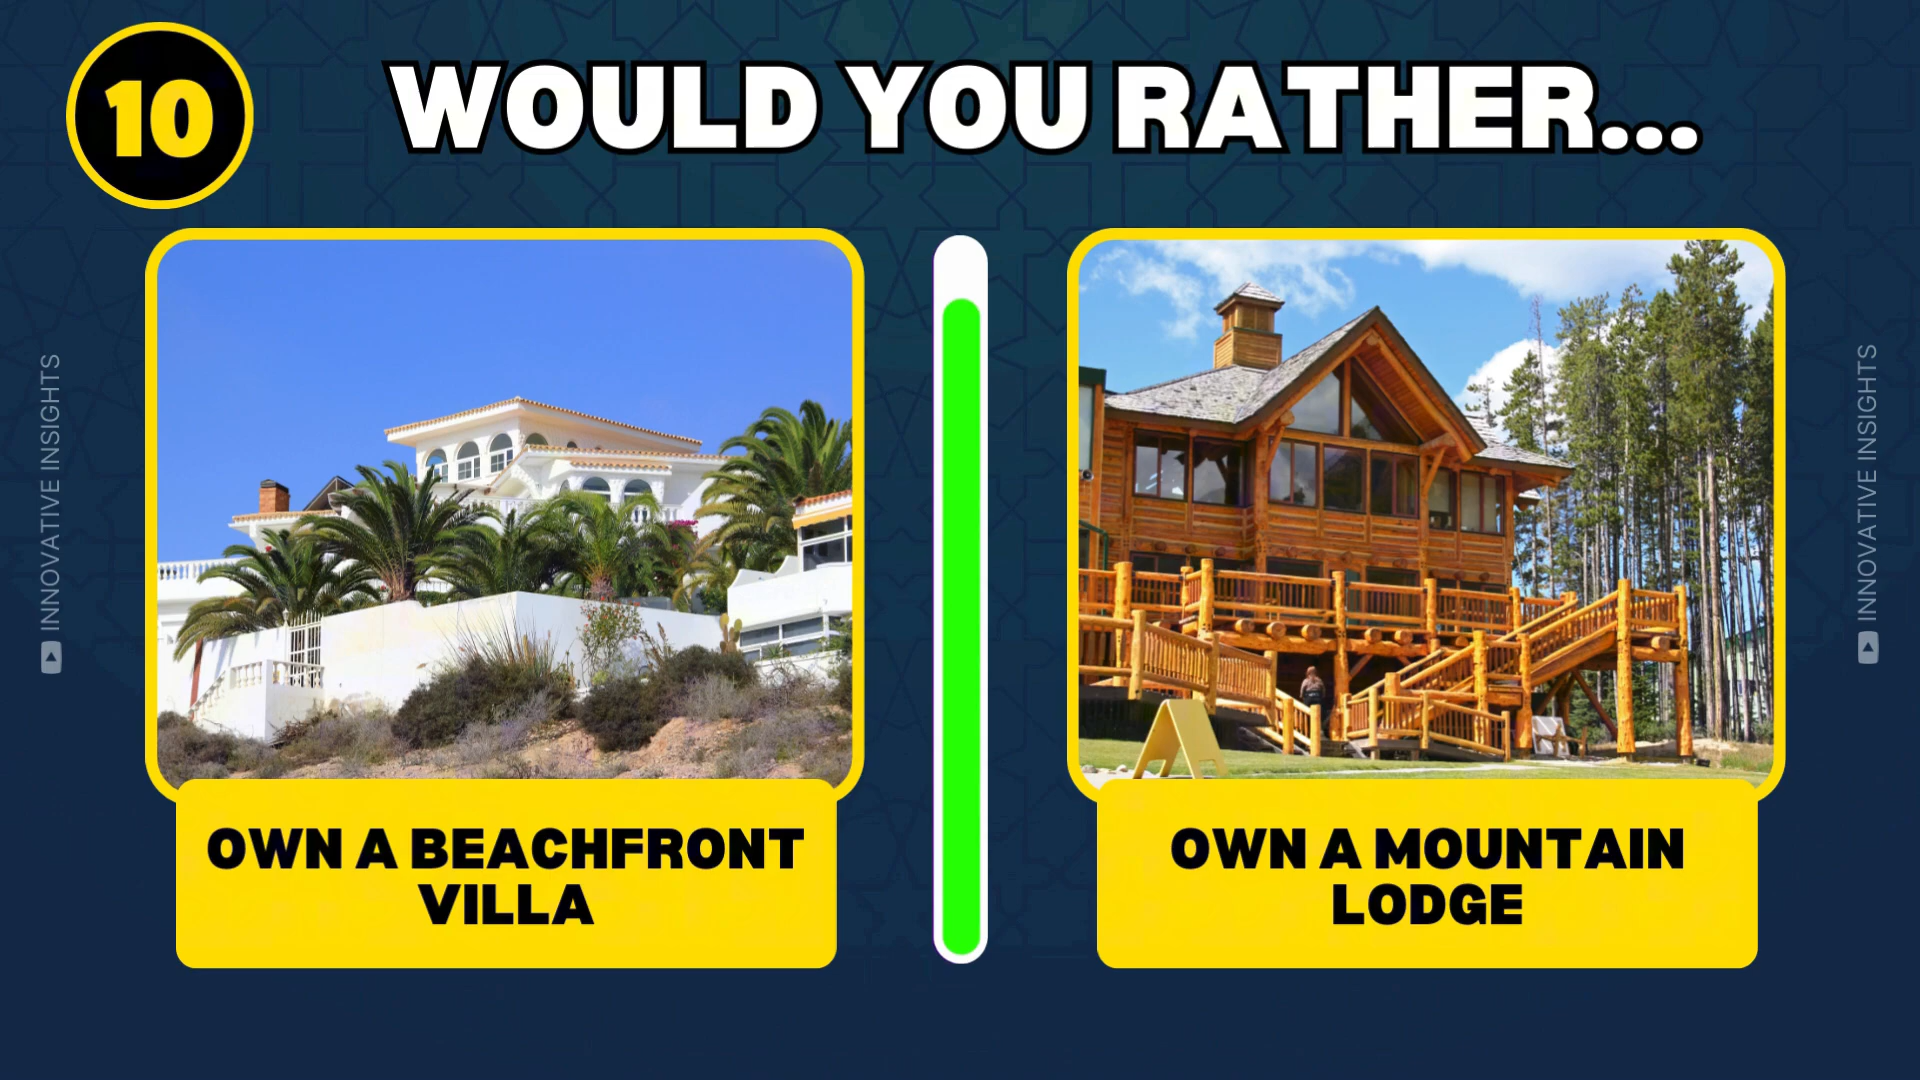 10
WOULD YOU RATHER...
INNOVATIVE INSIGHTS
INNOVATIVE INSIGHTS
OWN A BEACHFRONT
VILLA
OWN A MOUNTAIN
LODGE